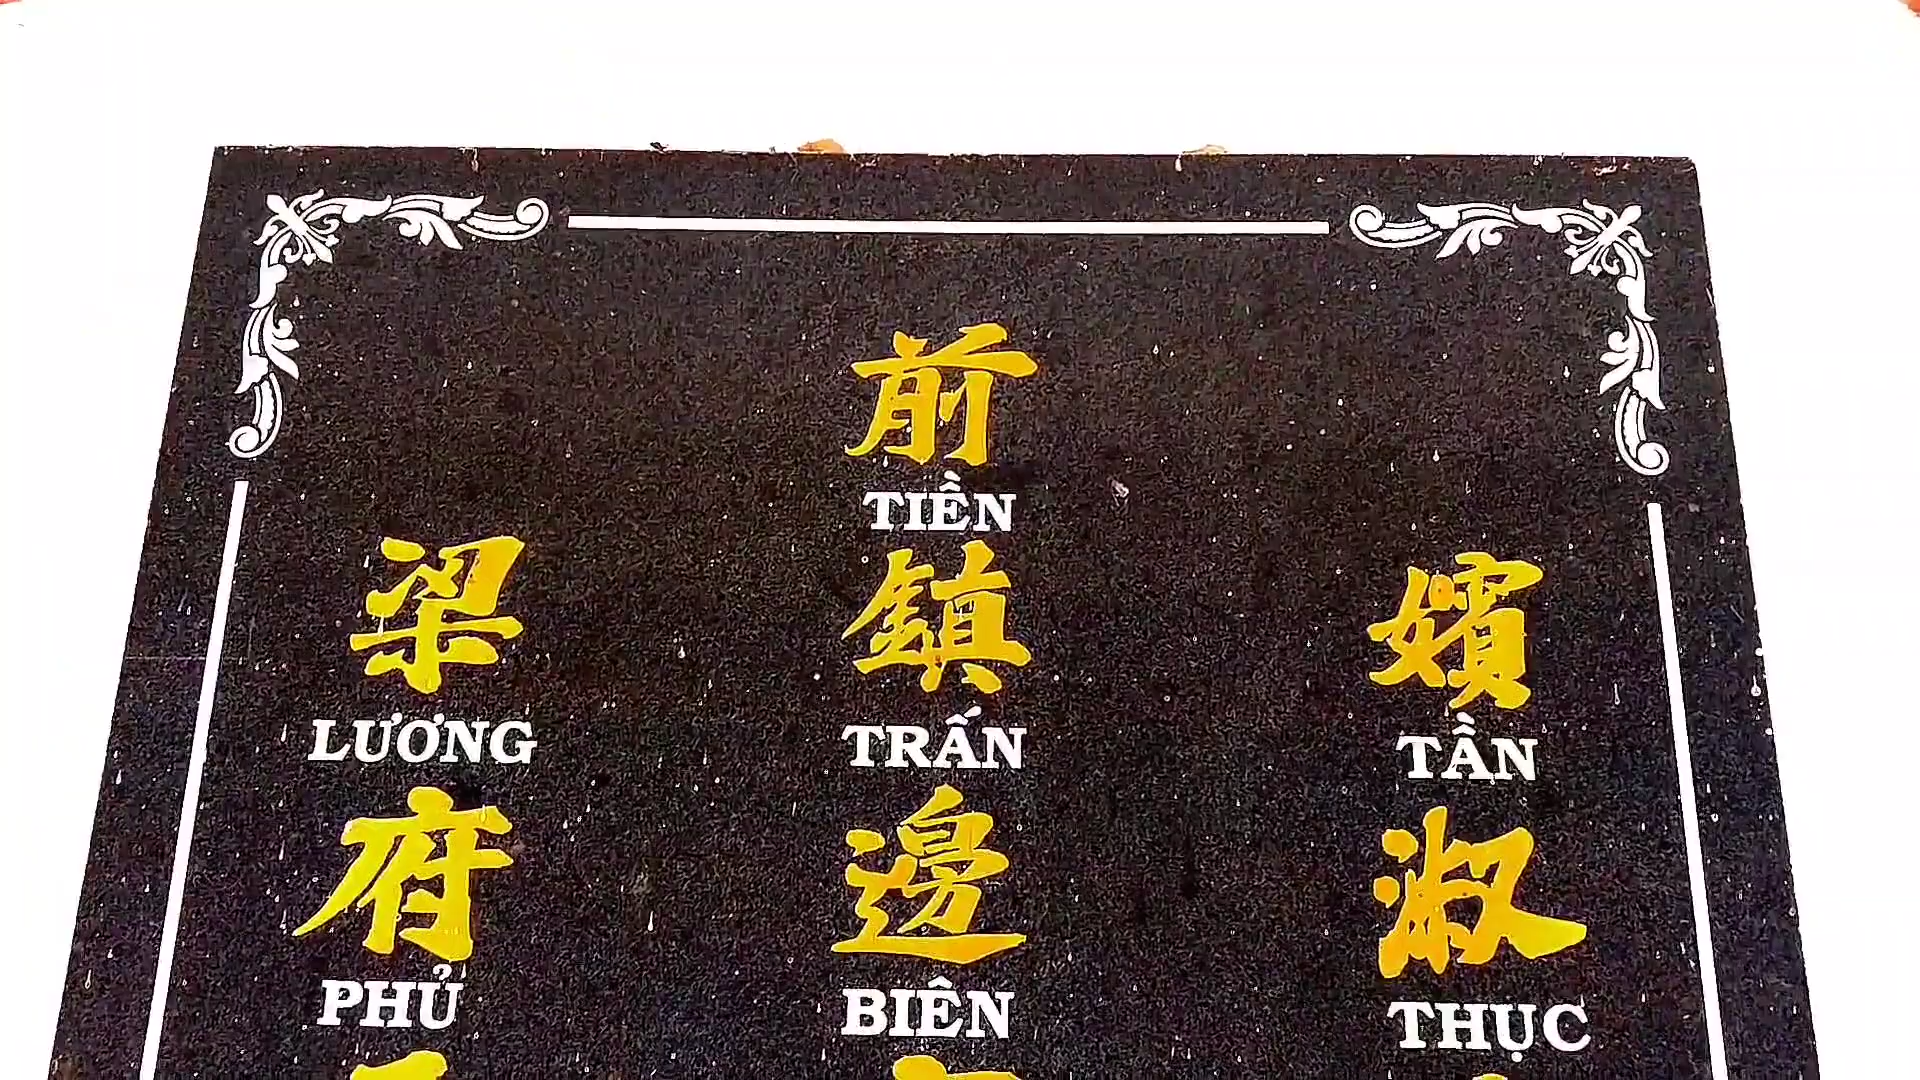 前
TIỀN
梁 鎮 嬪
LƯƠNG TRẤN TẦN
府 邊 淑
PHỦ BIÊN THỤC